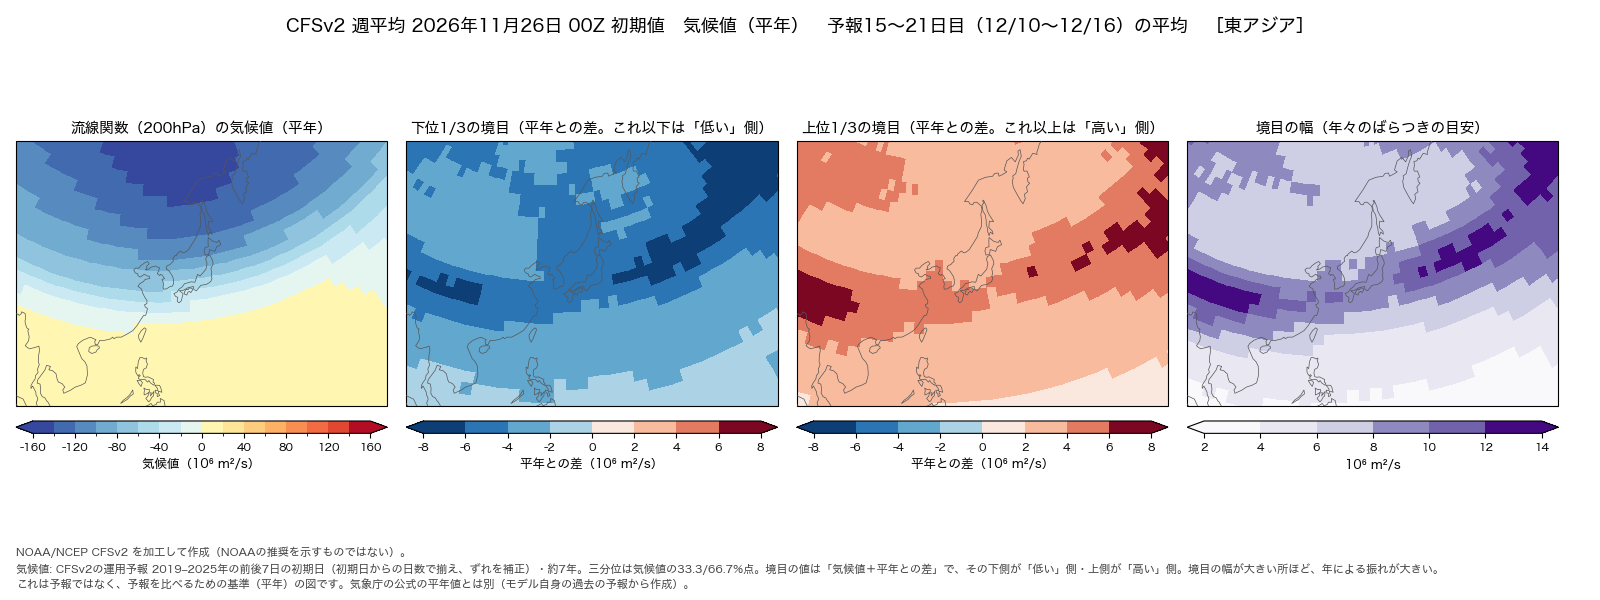 CFSv2 週平均 2026年11月26日 00Z 初期値　気候値（平年）　予報15～21日目（12/10～12/16）の平均　［東アジア］
流線関数（200hPa）の気候値（平年）
下位1/3の境目（平年との差。これ以下は「低い」側）
上位1/3の境目（平年との差。これ以上は「高い」側）
境目の幅（年々のばらつきの目安）
-160 -120 -80 -40 0 40 80 120 160
気候値（10⁶ m²/s）
-8 -6 -4 -2 0 2 4 6 8
平年との差（10⁶ m²/s）
-8 -6 -4 -2 0 2 4 6 8
平年との差（10⁶ m²/s）
2 4 6 8 10 12 14
10⁶ m²/s
NOAA/NCEP CFSv2 を加工して作成（NOAAの推奨を示すものではない）。
気候値: CFSv2の運用予報 2019–2025年の前後7日の初期日（初期日からの日数で揃え、ずれを補正）・約7年。三分位は気候値の33.3/66.7%点。境目の値は「気候値＋平年との差」で、その下側が「低い」側・上側が「高い」側。境目の幅が大きい所ほど、年による振れが大きい。
これは予報ではなく、予報を比べるための基準（平年）の図です。気象庁の公式の平年値とは別（モデル自身の過去の予報から作成）。